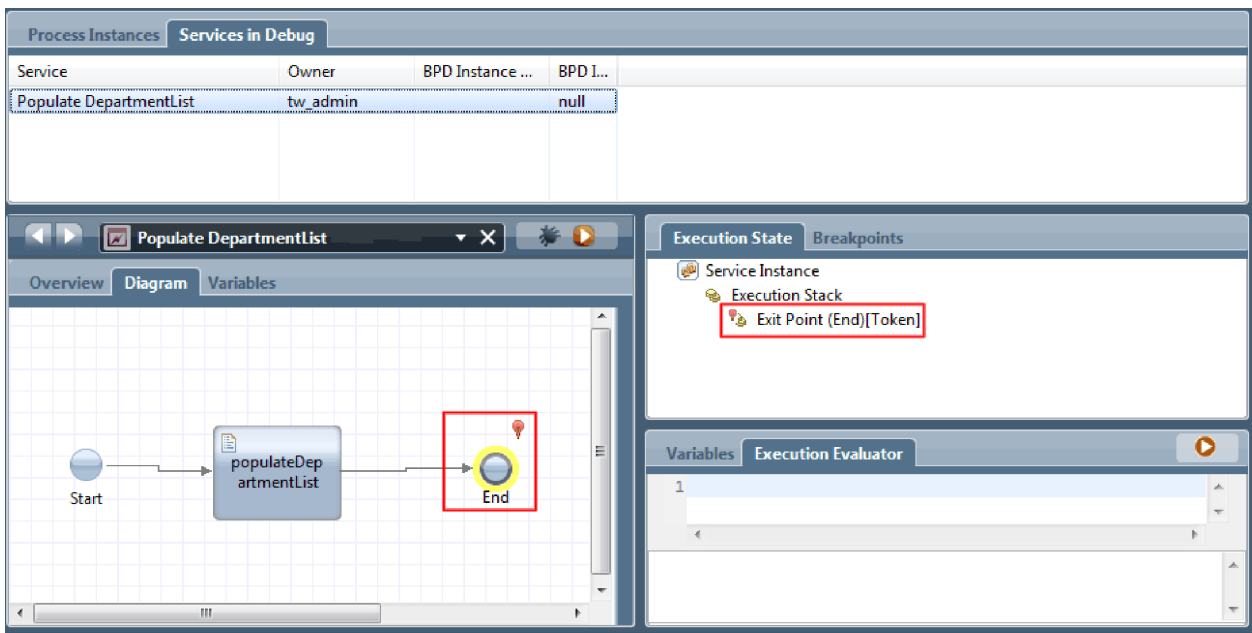 Process Instances Services in Debug
Service Owner BPD Instance ... BPD I...
Populate DepartmentList tw_admin null
Populate DepartmentList
Overview Diagram Variables
Start
populateDep
artmentList
End
Execution State Breakpoints
Service Instance
Execution Stack
Exit Point (End)[Token]
Variables Execution Evaluator
1